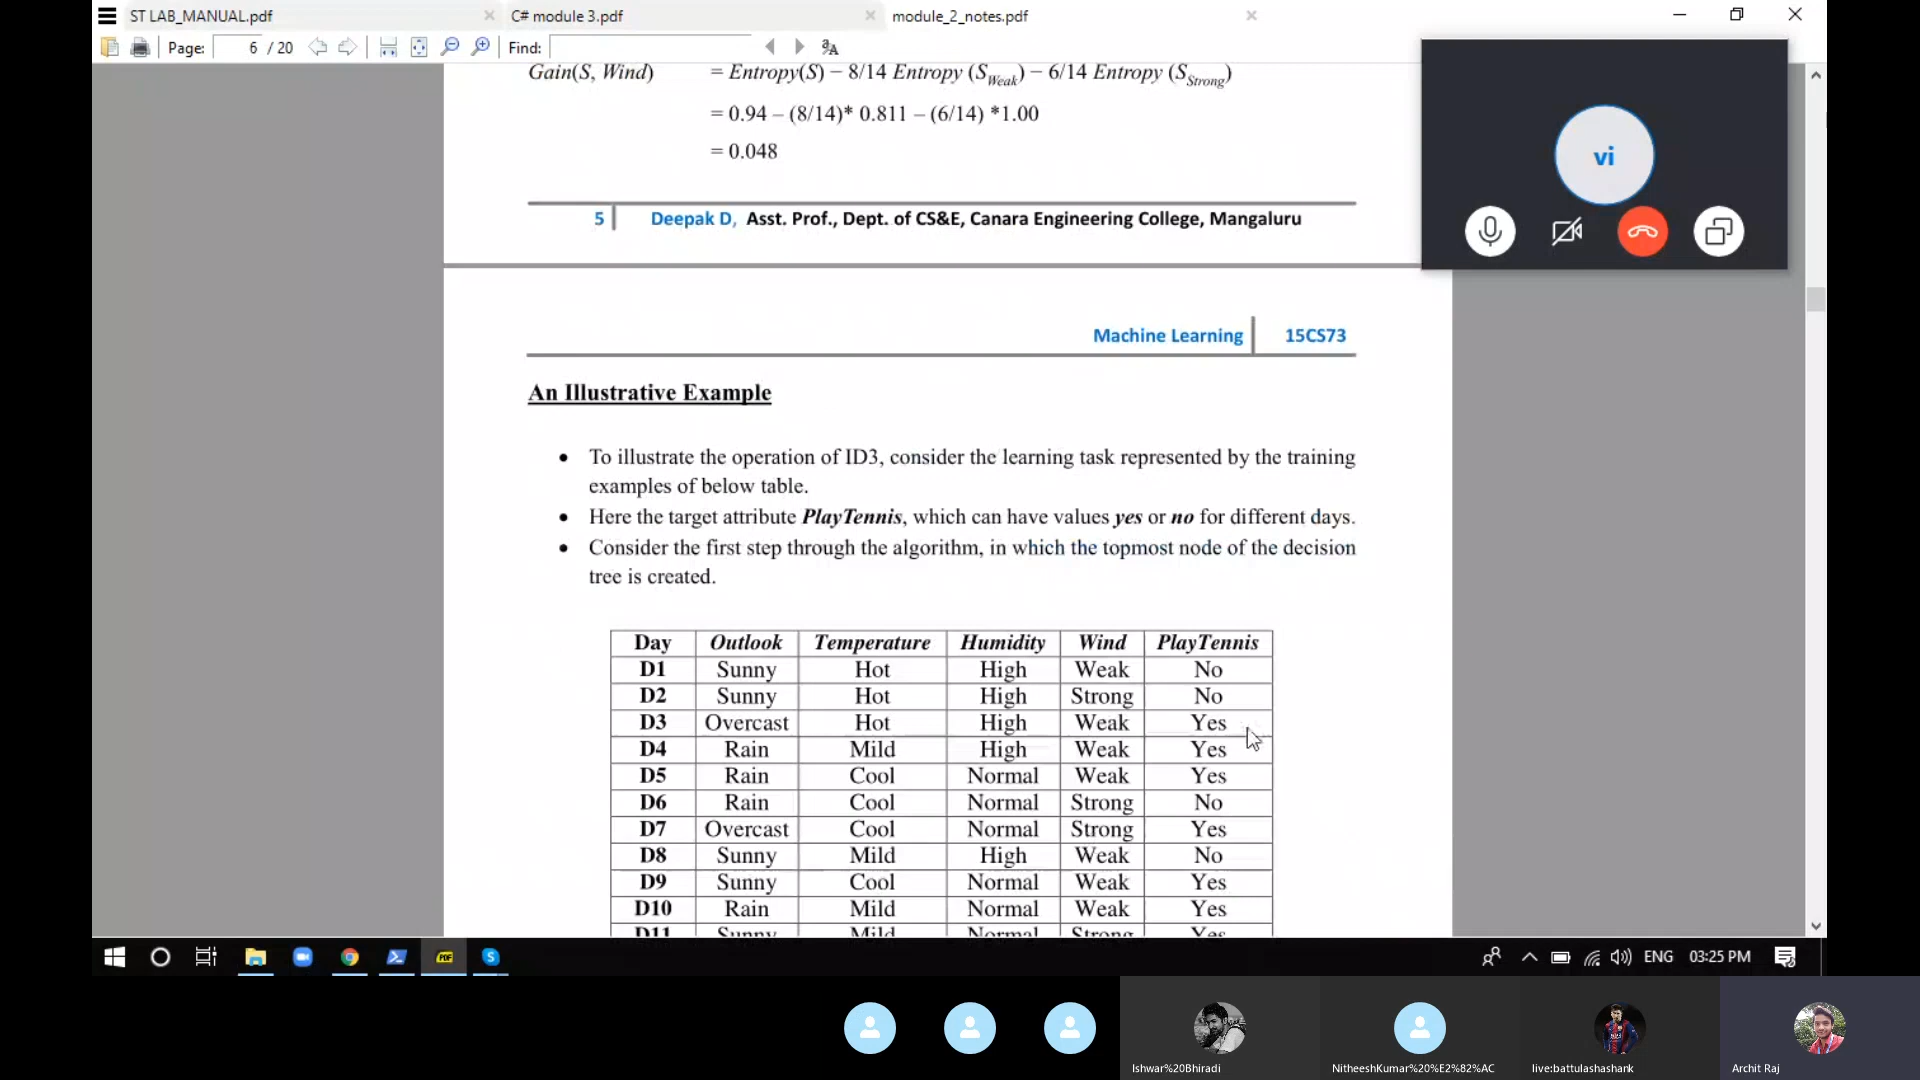 ST LAB_MANUAL.pdf
C# module 3.pdf
module_2_notes.pdf
Page: 6 / 20
Find:
Gain(S, Wind) = Entropy(S) − 8/14 Entropy (SWeak) − 6/14 Entropy (SStrong)
= 0.94 – (8/14)* 0.811 – (6/14) *1.00
= 0.048
vi
5 Deepak D, Asst. Prof., Dept. of CS&E, Canara Engineering College, Mangaluru
Machine Learning 15CS73
An Illustrative Example
• To illustrate the operation of ID3, consider the learning task represented by the training
examples of below table.
• Here the target attribute PlayTennis, which can have values yes or no for different days.
• Consider the first step through the algorithm, in which the topmost node of the decision
tree is created.
Day Outlook Temperature Humidity Wind PlayTennis
D1 Sunny Hot High Weak No
D2 Sunny Hot High Strong No
D3 Overcast Hot High Weak Yes
D4 Rain Mild High Weak Yes
D5 Rain Cool Normal Weak Yes
D6 Rain Cool Normal Strong No
D7 Overcast Cool Normal Strong Yes
D8 Sunny Mild High Weak No
D9 Sunny Cool Normal Weak Yes
D10 Rain Mild Normal Weak Yes
D11 Sunny Mild Normal Strong Yes
PDF
S
ENG 03:25 PM
Ishwar%20Bhiradi
NitheeshKumar%20%E2%82%AC
live:battulashashank
Archit Raj